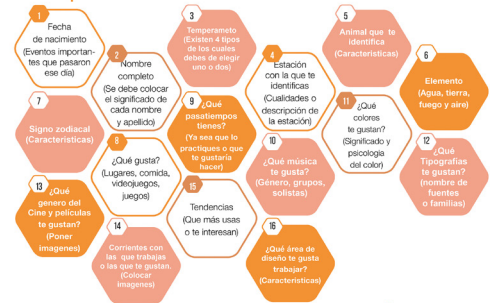 1
Fecha
de nacimiento
(Eventos importan-
tes que pasaron
ese día)
2
Nombre
completo
(Se debe colocar
el significado de
cada nombre
y apellido)
3
Temperameto
(Existen 4 tipos
de los cuales
debes de elegir
uno o dos)
4
Estación
con la que te
identificas
(Cualidades o
descripción de
la estación)
5
Animal que te
identifica
(Características)
6
Elemento
(Agua, tierra,
fuego y aire)
7
Signo zodiacal
(Características)
8
¿Qué gusta?
(Lugares, comida,
videojuegos,
juegos)
9
¿Qué
pasatiempos
tienes?
(Ya sea que lo
practiques o que
te gustaría
hacer)
10
¿Qué música
te gusta?
(Género, grupos,
solistas)
11
¿Qué
colores
te gustan?
(Significado y
psicología
del color)
12
¿Qué
Tipografías
te gustan?
(nombre de
fuentes
o familias)
13
¿Qué
genero del
Cine y películas
te gustan?
(Poner
imagenes)
14
Corrientes con
las que trabajas
o las que te gustan.
(Colocar
Imagenes)
15
Tendencias
(Que más usas
o te interesan)
16
¿Qué área de
diseño te gusta
trabajar?
(Características)